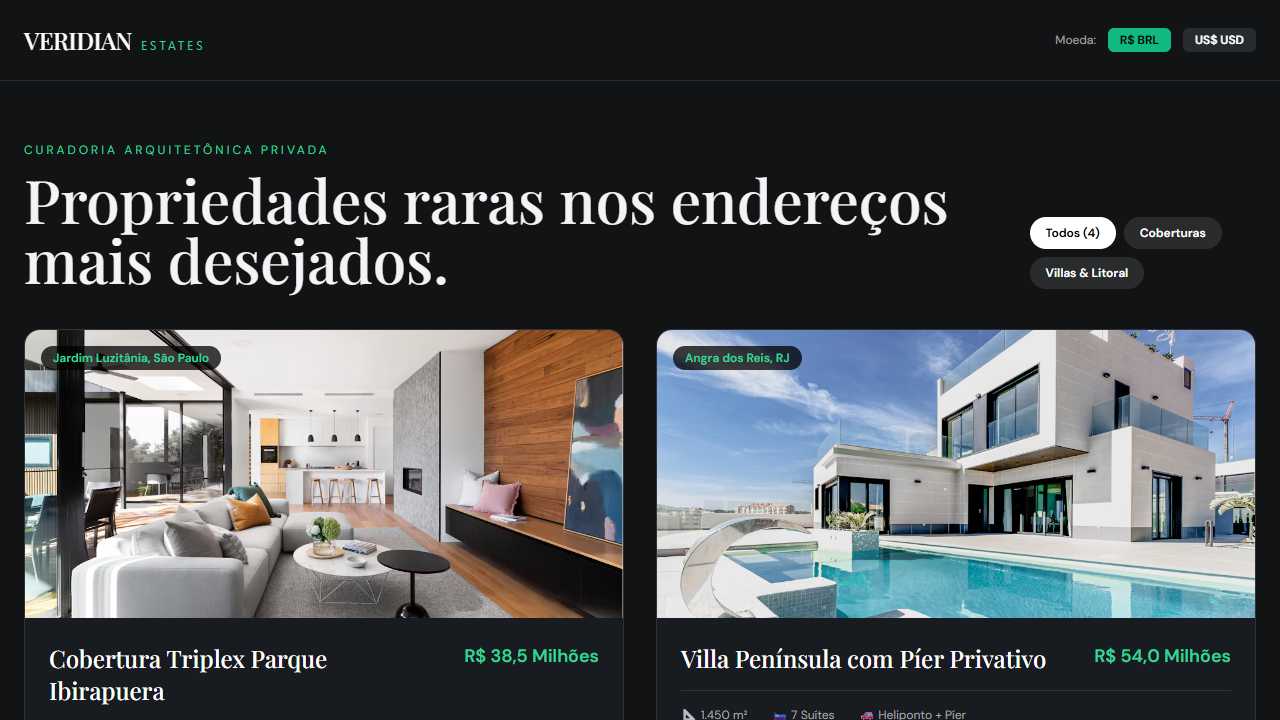 VERIDIAN ESTATES
Moeda: R$ BRL US$ USD
CURADORIA ARQUITETÔNICA PRIVADA
Propriedades raras nos endereços
mais desejados.
Todos (4) Coberturas
Villas & Litoral
Jardim Luzitânia, São Paulo
Cobertura Triplex Parque
Ibirapuera
R$ 38,5 Milhões
Angra dos Reis, RJ
Villa Península com Píer Privativo
R$ 54,0 Milhões
1.450 m² 7 Suítes Heliponto + Píer